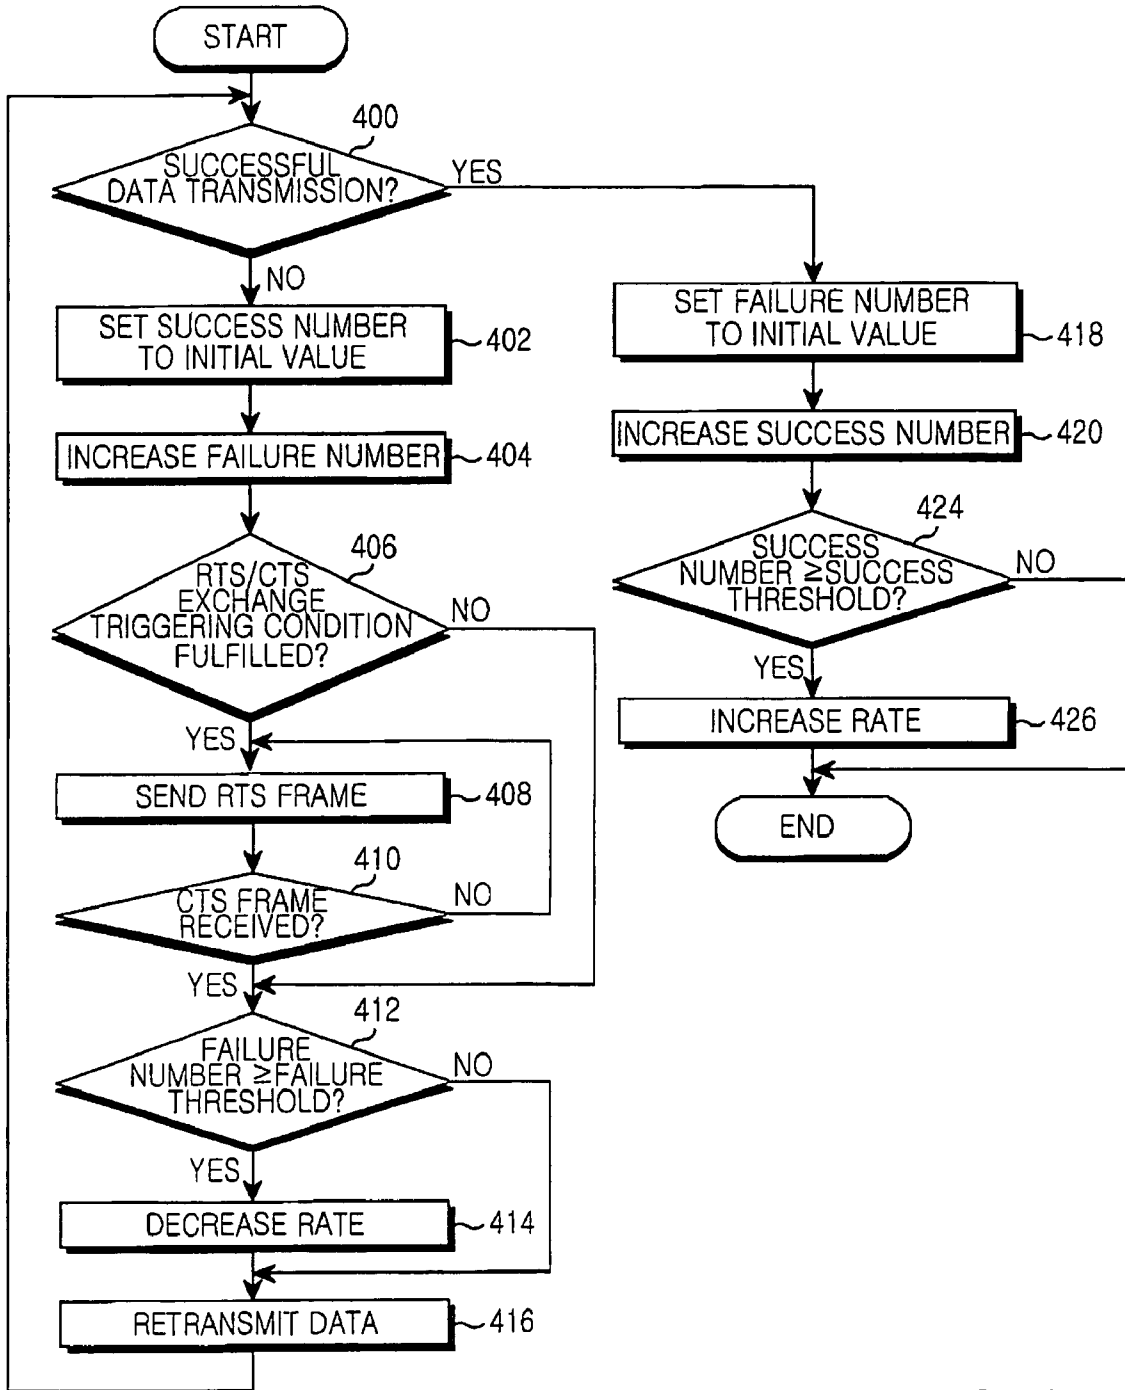 START
400
SUCCESSFUL
DATA TRANSMISSION?
YES
NO
SET SUCCESS NUMBER
TO INITIAL VALUE
402
INCREASE FAILURE NUMBER
404
406
RTS/CTS
EXCHANGE
TRIGGERING CONDITION
FULFILLED?
NO
YES
SEND RTS FRAME
408
410
CTS FRAME
RECEIVED?
NO
YES
412
FAILURE
NUMBER ≥FAILURE
THRESHOLD?
NO
YES
DECREASE RATE
414
RETRANSMIT DATA
416
SET FAILURE NUMBER
TO INITIAL VALUE
418
INCREASE SUCCESS NUMBER
420
424
SUCCESS
NUMBER ≥SUCCESS
THRESHOLD?
NO
YES
INCREASE RATE
426
END